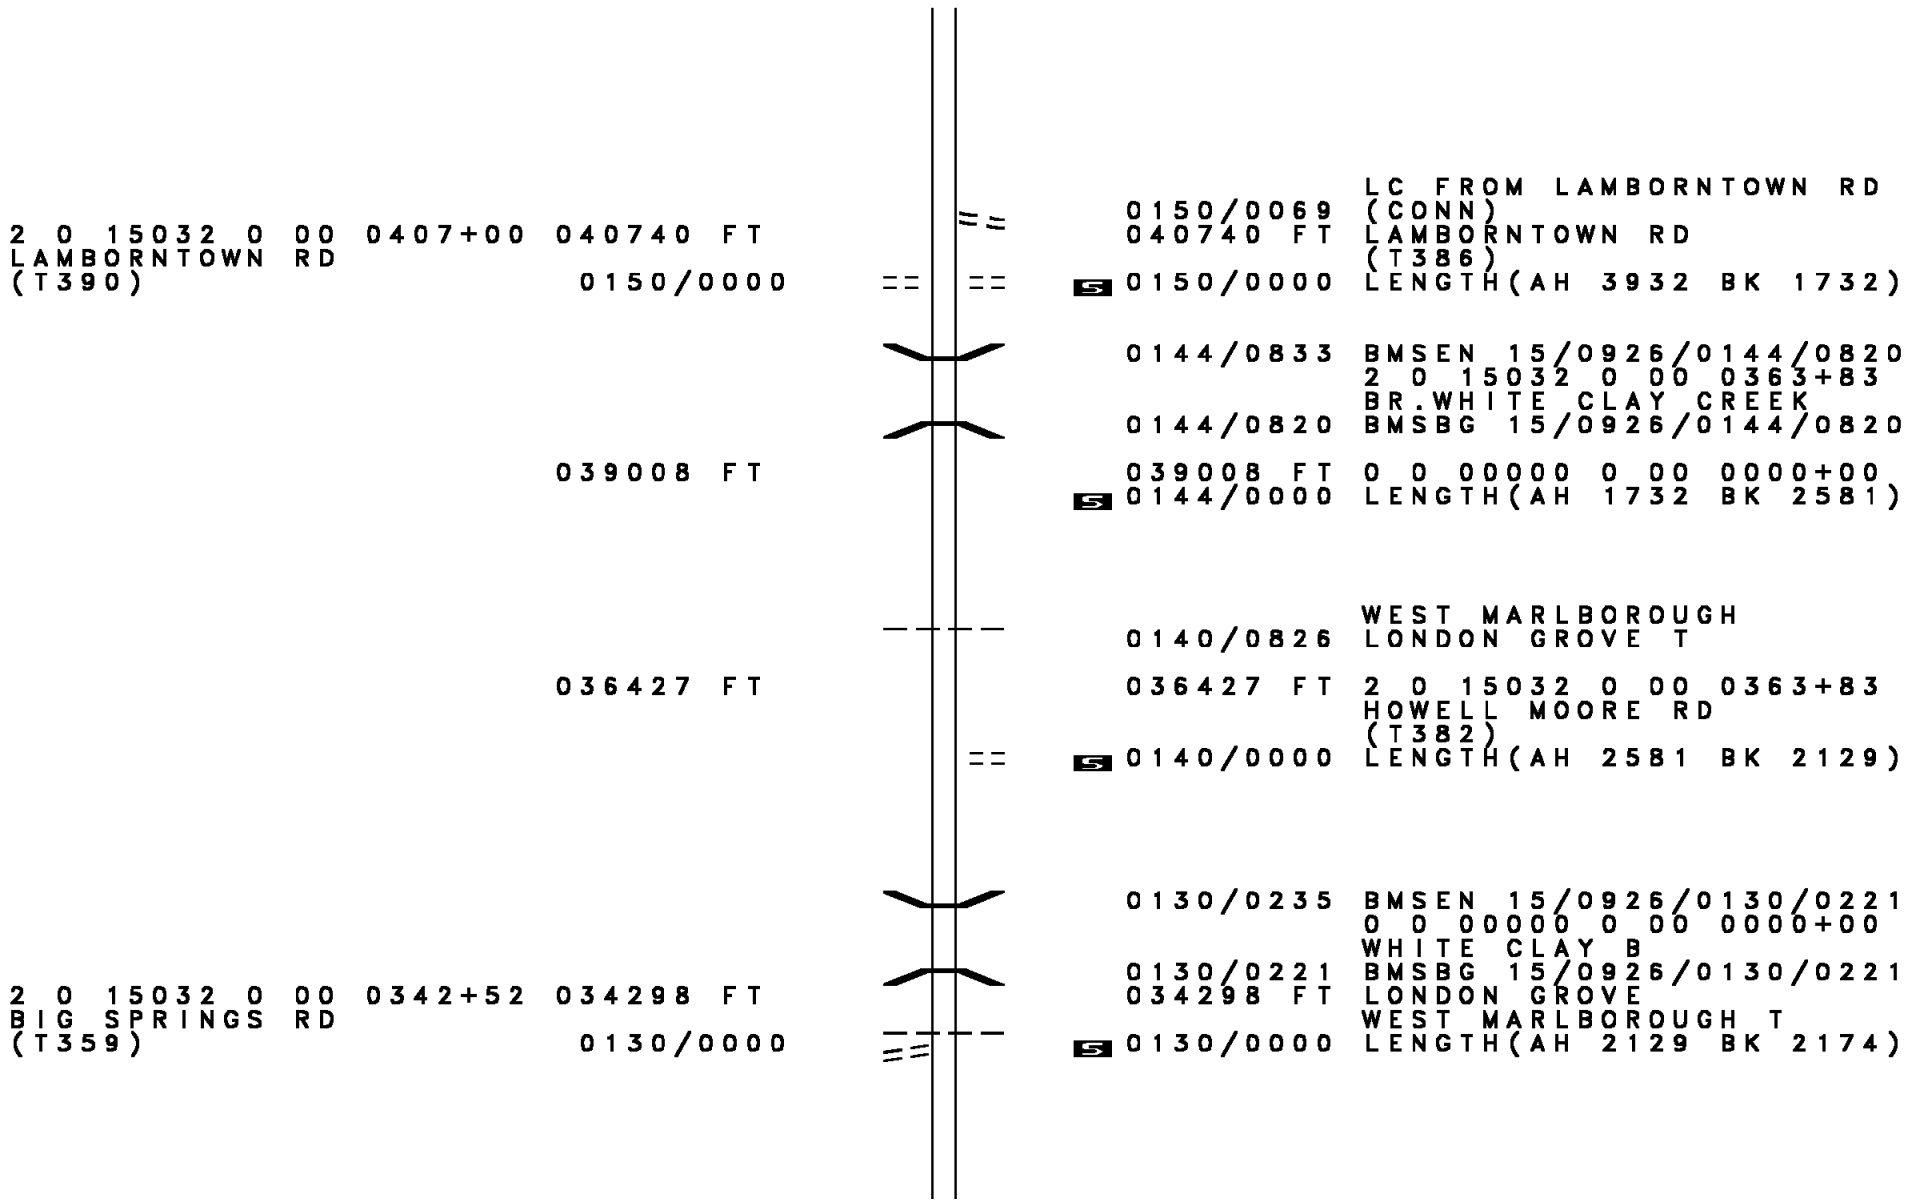 LC FROM LAMBORNTOWN RD
0150/0069 (CONN)
2 0 15032 0 00 0407+00 040740 FT 040740 FT LAMBORNTOWN RD
LAMBORNTOWN RD (T386)
(T390) 0150/0000 S 0150/0000 LENGTH(AH 3932 BK 1732)
0144/0833 BMSEN 15/0926/0144/0820
2 0 15032 0 00 0363+83
BR.WHITE CLAY CREEK
0144/0820 BMSBG 15/0926/0144/0820
039008 FT 039008 FT 0 0 00000 0 00 0000+00
S 0144/0000 LENGTH(AH 1732 BK 2581)
WEST MARLBOROUGH
0140/0826 LONDON GROVE T
036427 FT 036427 FT 2 0 15032 0 00 0363+83
HOWELL MOORE RD
(T382)
S 0140/0000 LENGTH(AH 2581 BK 2129)
0130/0235 BMSEN 15/0926/0130/0221
0 0 00000 0 00 0000+00
WHITE CLAY B
0130/0221 BMSBG 15/0926/0130/0221
2 0 15032 0 00 0342+52 034298 FT 034298 FT LONDON GROVE
BIG SPRINGS RD WEST MARLBOROUGH T
(T359) 0130/0000 S 0130/0000 LENGTH(AH 2129 BK 2174)